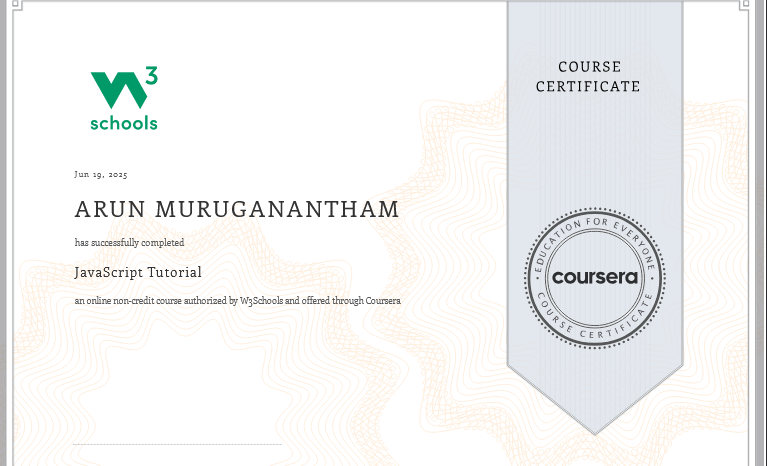 W3
schools
COURSE
CERTIFICATE
Jun 19, 2025
ARUN MURUGANANTHAM
has successfully completed
JavaScript Tutorial
an online non-credit course authorized by W3Schools and offered through Coursera
EDUCATION FOR EVERYONE
coursera
COURSE CERTIFICATE